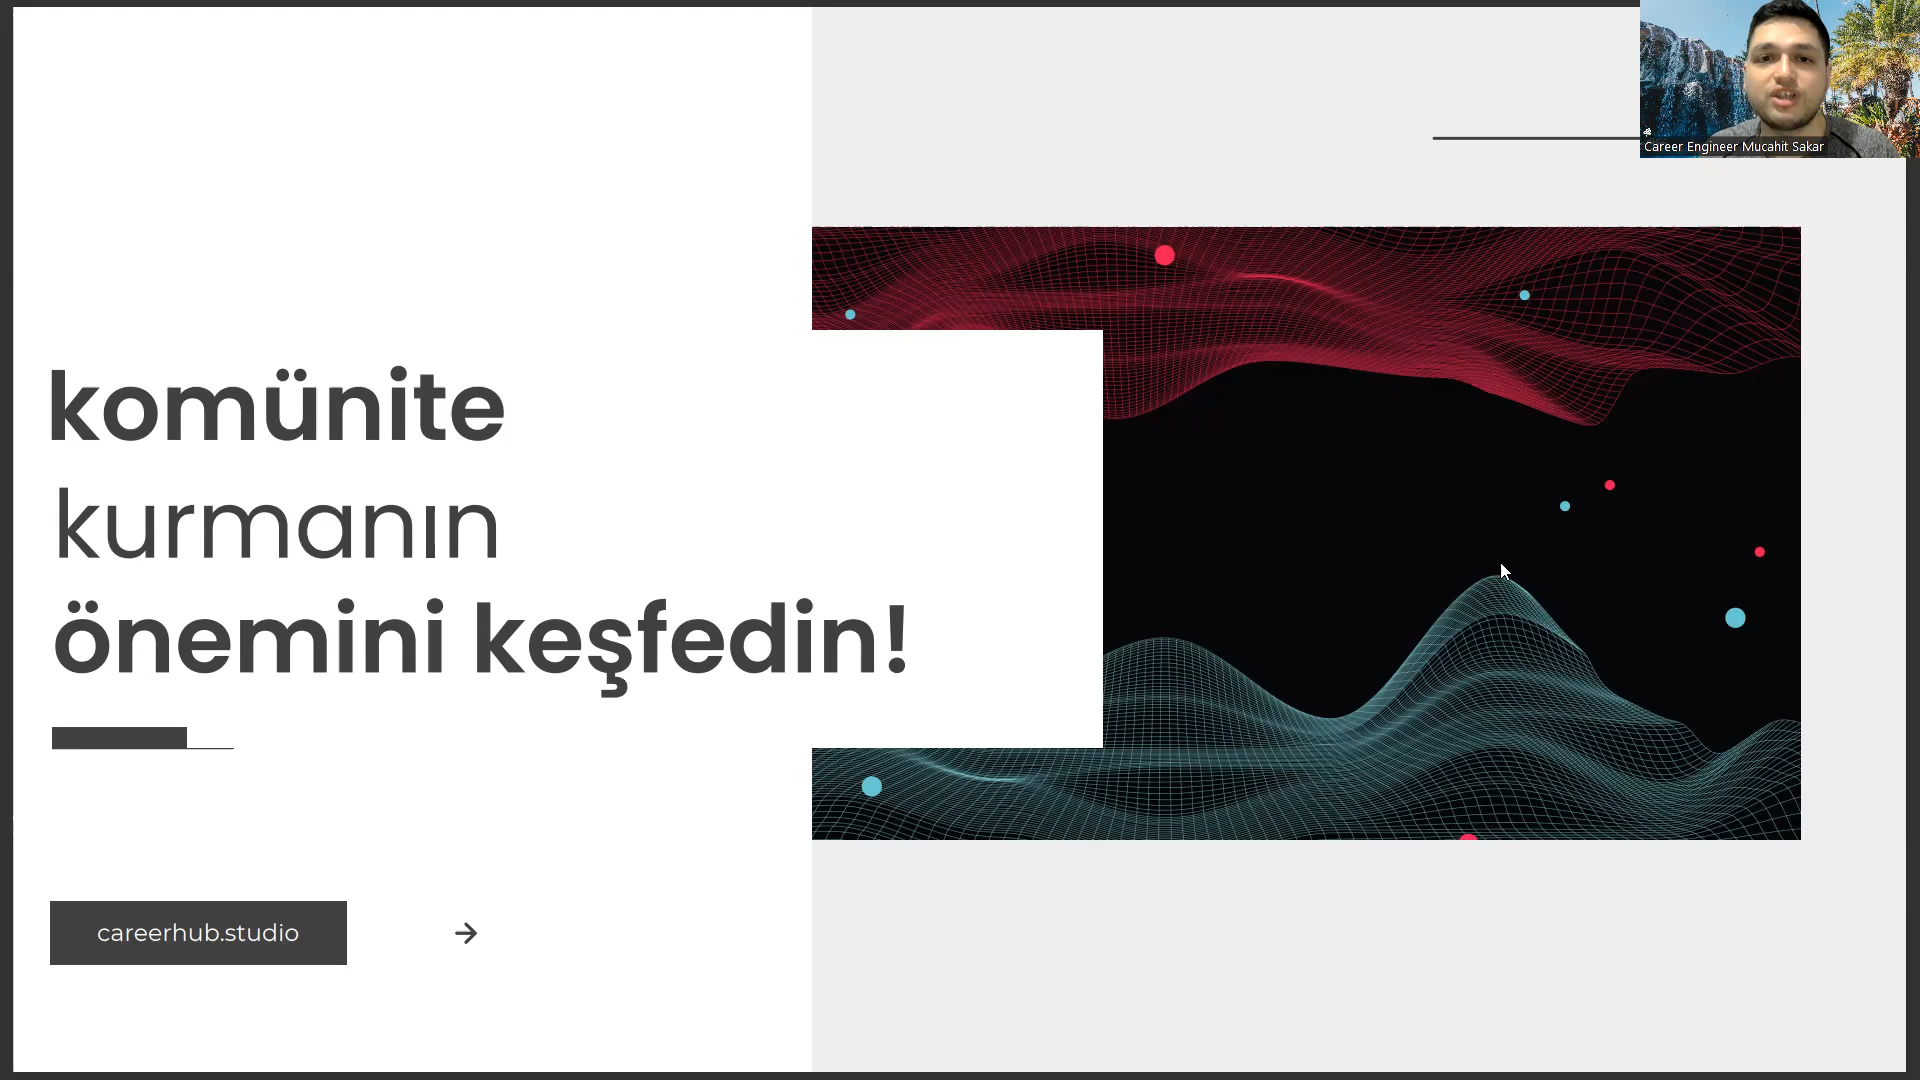 Career Engineer Mucahit Sakar
komünite
kurmanın
önemini keşfedin!
careerhub.studio